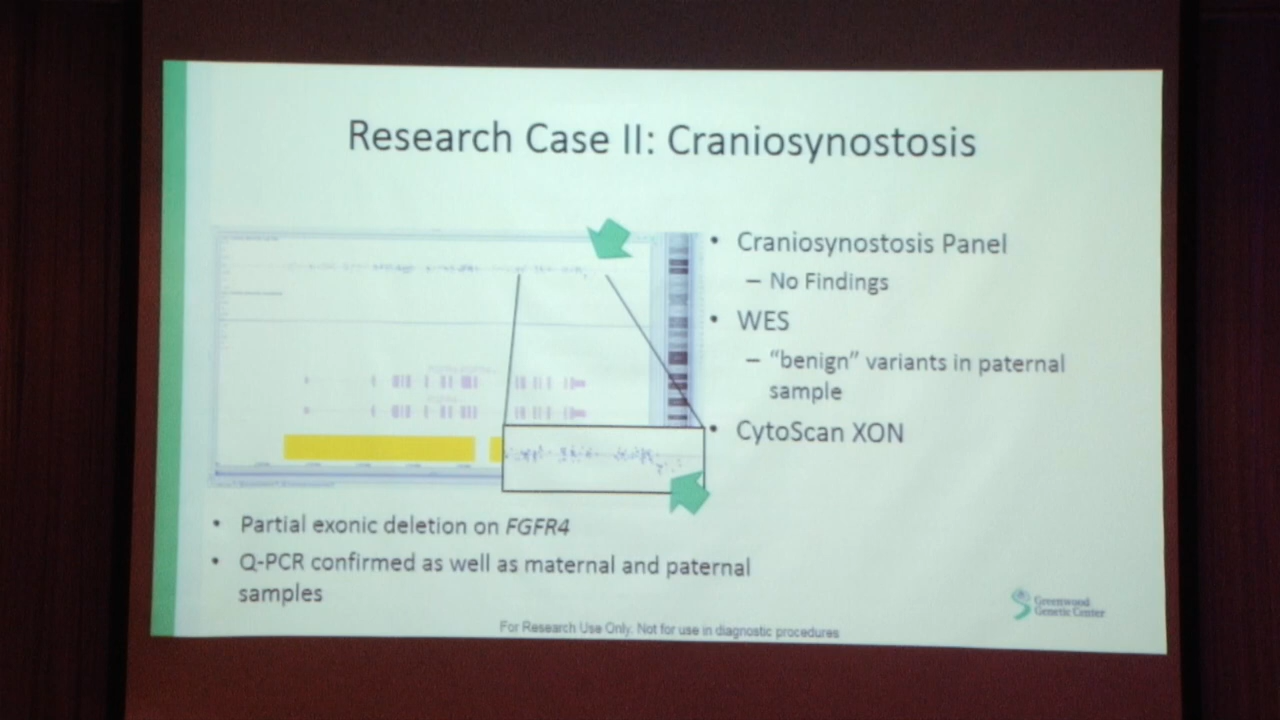 Research Case II: Craniosynostosis
• Craniosynostosis Panel
– No Findings
• WES
– “benign” variants in paternal
sample
• CytoScan XON
• Partial exonic deletion on FGFR4
• Q-PCR confirmed as well as maternal and paternal
samples
Greenwood
Genetic Center
For Research Use Only. Not for use in diagnostic procedures